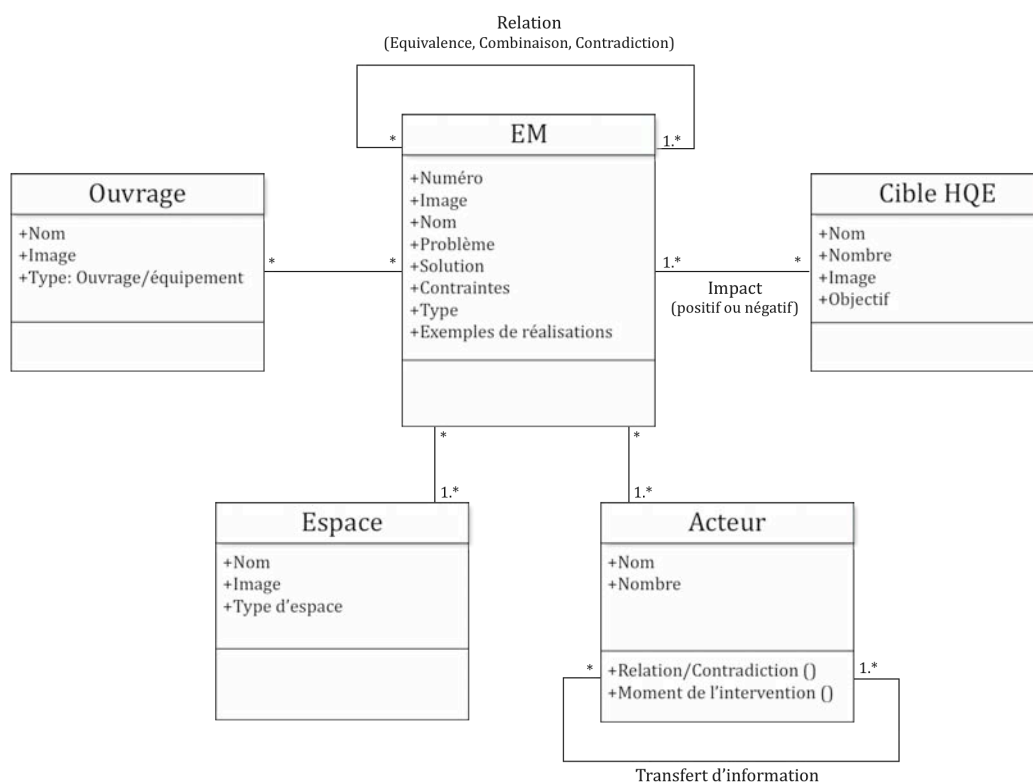 Relation
(Equivalence, Combinaison, Contradiction)
*
1.*
EM
+Numéro
+Image
+Nom
+Problème
+Solution
+Contraintes
+Type
+Exemples de réalisations
Ouvrage
+Nom
+Image
+Type: Ouvrage/équipement
*
*
1.*
*
Impact
(positif ou négatif)
Cible HQE
+Nom
+Nombre
+Image
+Objectif
*
1.*
*
1.*
Espace
+Nom
+Image
+Type d'espace
Acteur
+Nom
+Nombre
+Relation/Contradiction ()
+Moment de l'intervention ()
*
1.*
Transfert d'information